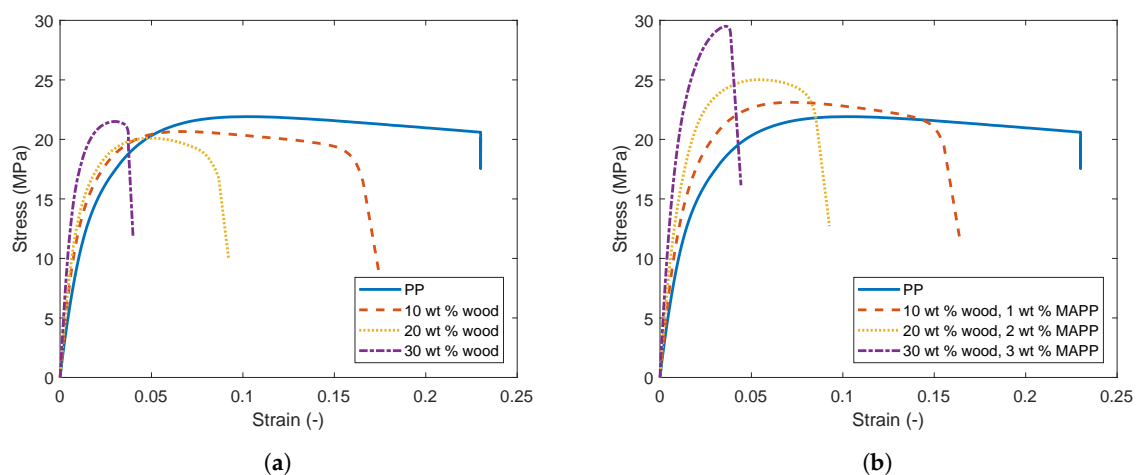 30
25
20
15
10
5
0
Stress (MPa)
0 0.05 0.1 0.15 0.2 0.25
Strain (-)
PP
10 wt % wood
20 wt % wood
30 wt % wood
(a)
30
25
20
15
10
5
0
Stress (MPa)
0 0.05 0.1 0.15 0.2 0.25
Strain (-)
PP
10 wt % wood, 1 wt % MAPP
20 wt % wood, 2 wt % MAPP
30 wt % wood, 3 wt % MAPP
(b)